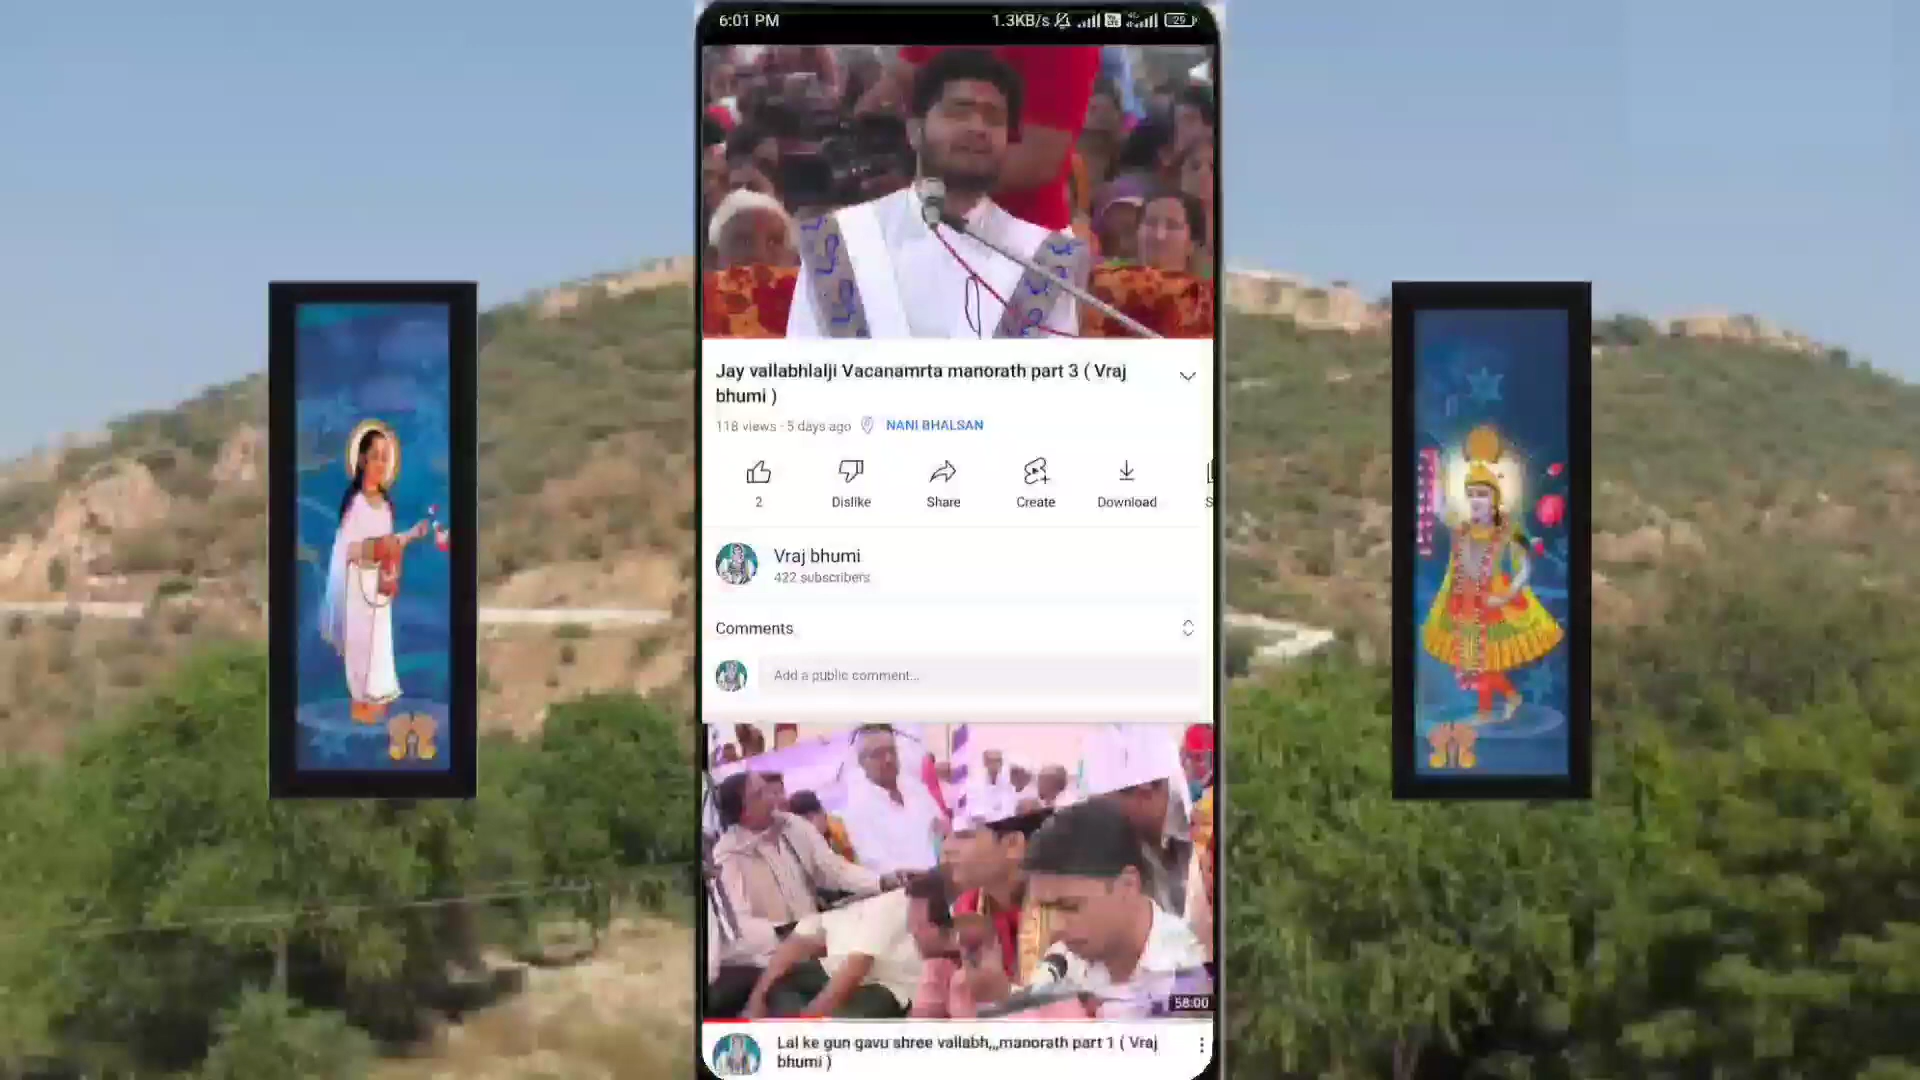 6:01 PM
1.3KB/s
29
Jay vallabhlalji Vacanamrta manorath part 3 ( Vraj
bhumi )
118 views · 5 days ago NANI BHALSAN
2
Dislike
Share
Create
Download
S
Vraj bhumi
422 subscribers
Comments
Add a public comment...
58:00
Lal ke gun gavu shree vallabh,,,manorath part 1 ( Vraj
bhumi )